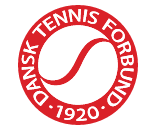 DANSK TENNIS FORBUND
· 1920 ·